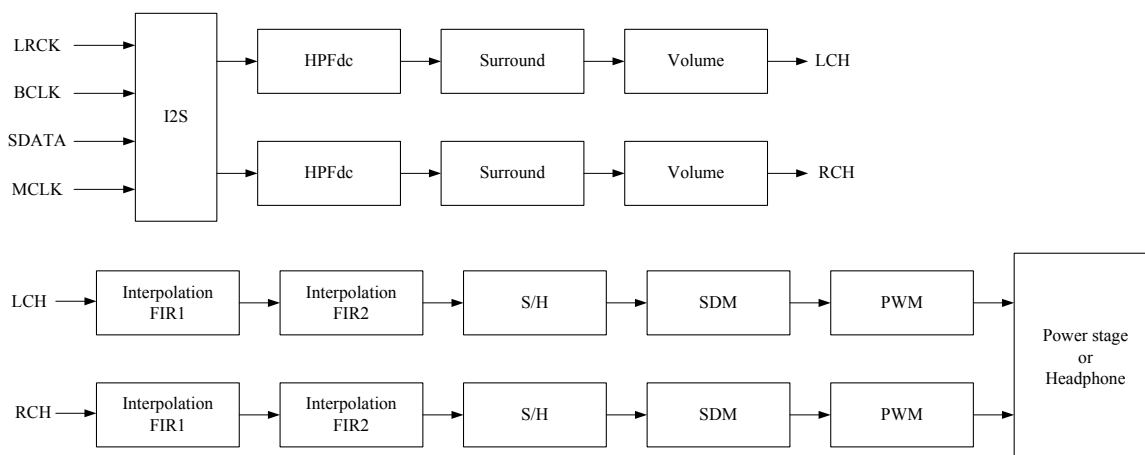 LRCK
BCLK
SDATA
MCLK
I2S
HPFdc
Surround
Volume
LCH
HPFdc
Surround
Volume
RCH
LCH
Interpolation
FIR1
Interpolation
FIR2
S/H
SDM
PWM
Power stage
or
Headphone
RCH
Interpolation
FIR1
Interpolation
FIR2
S/H
SDM
PWM